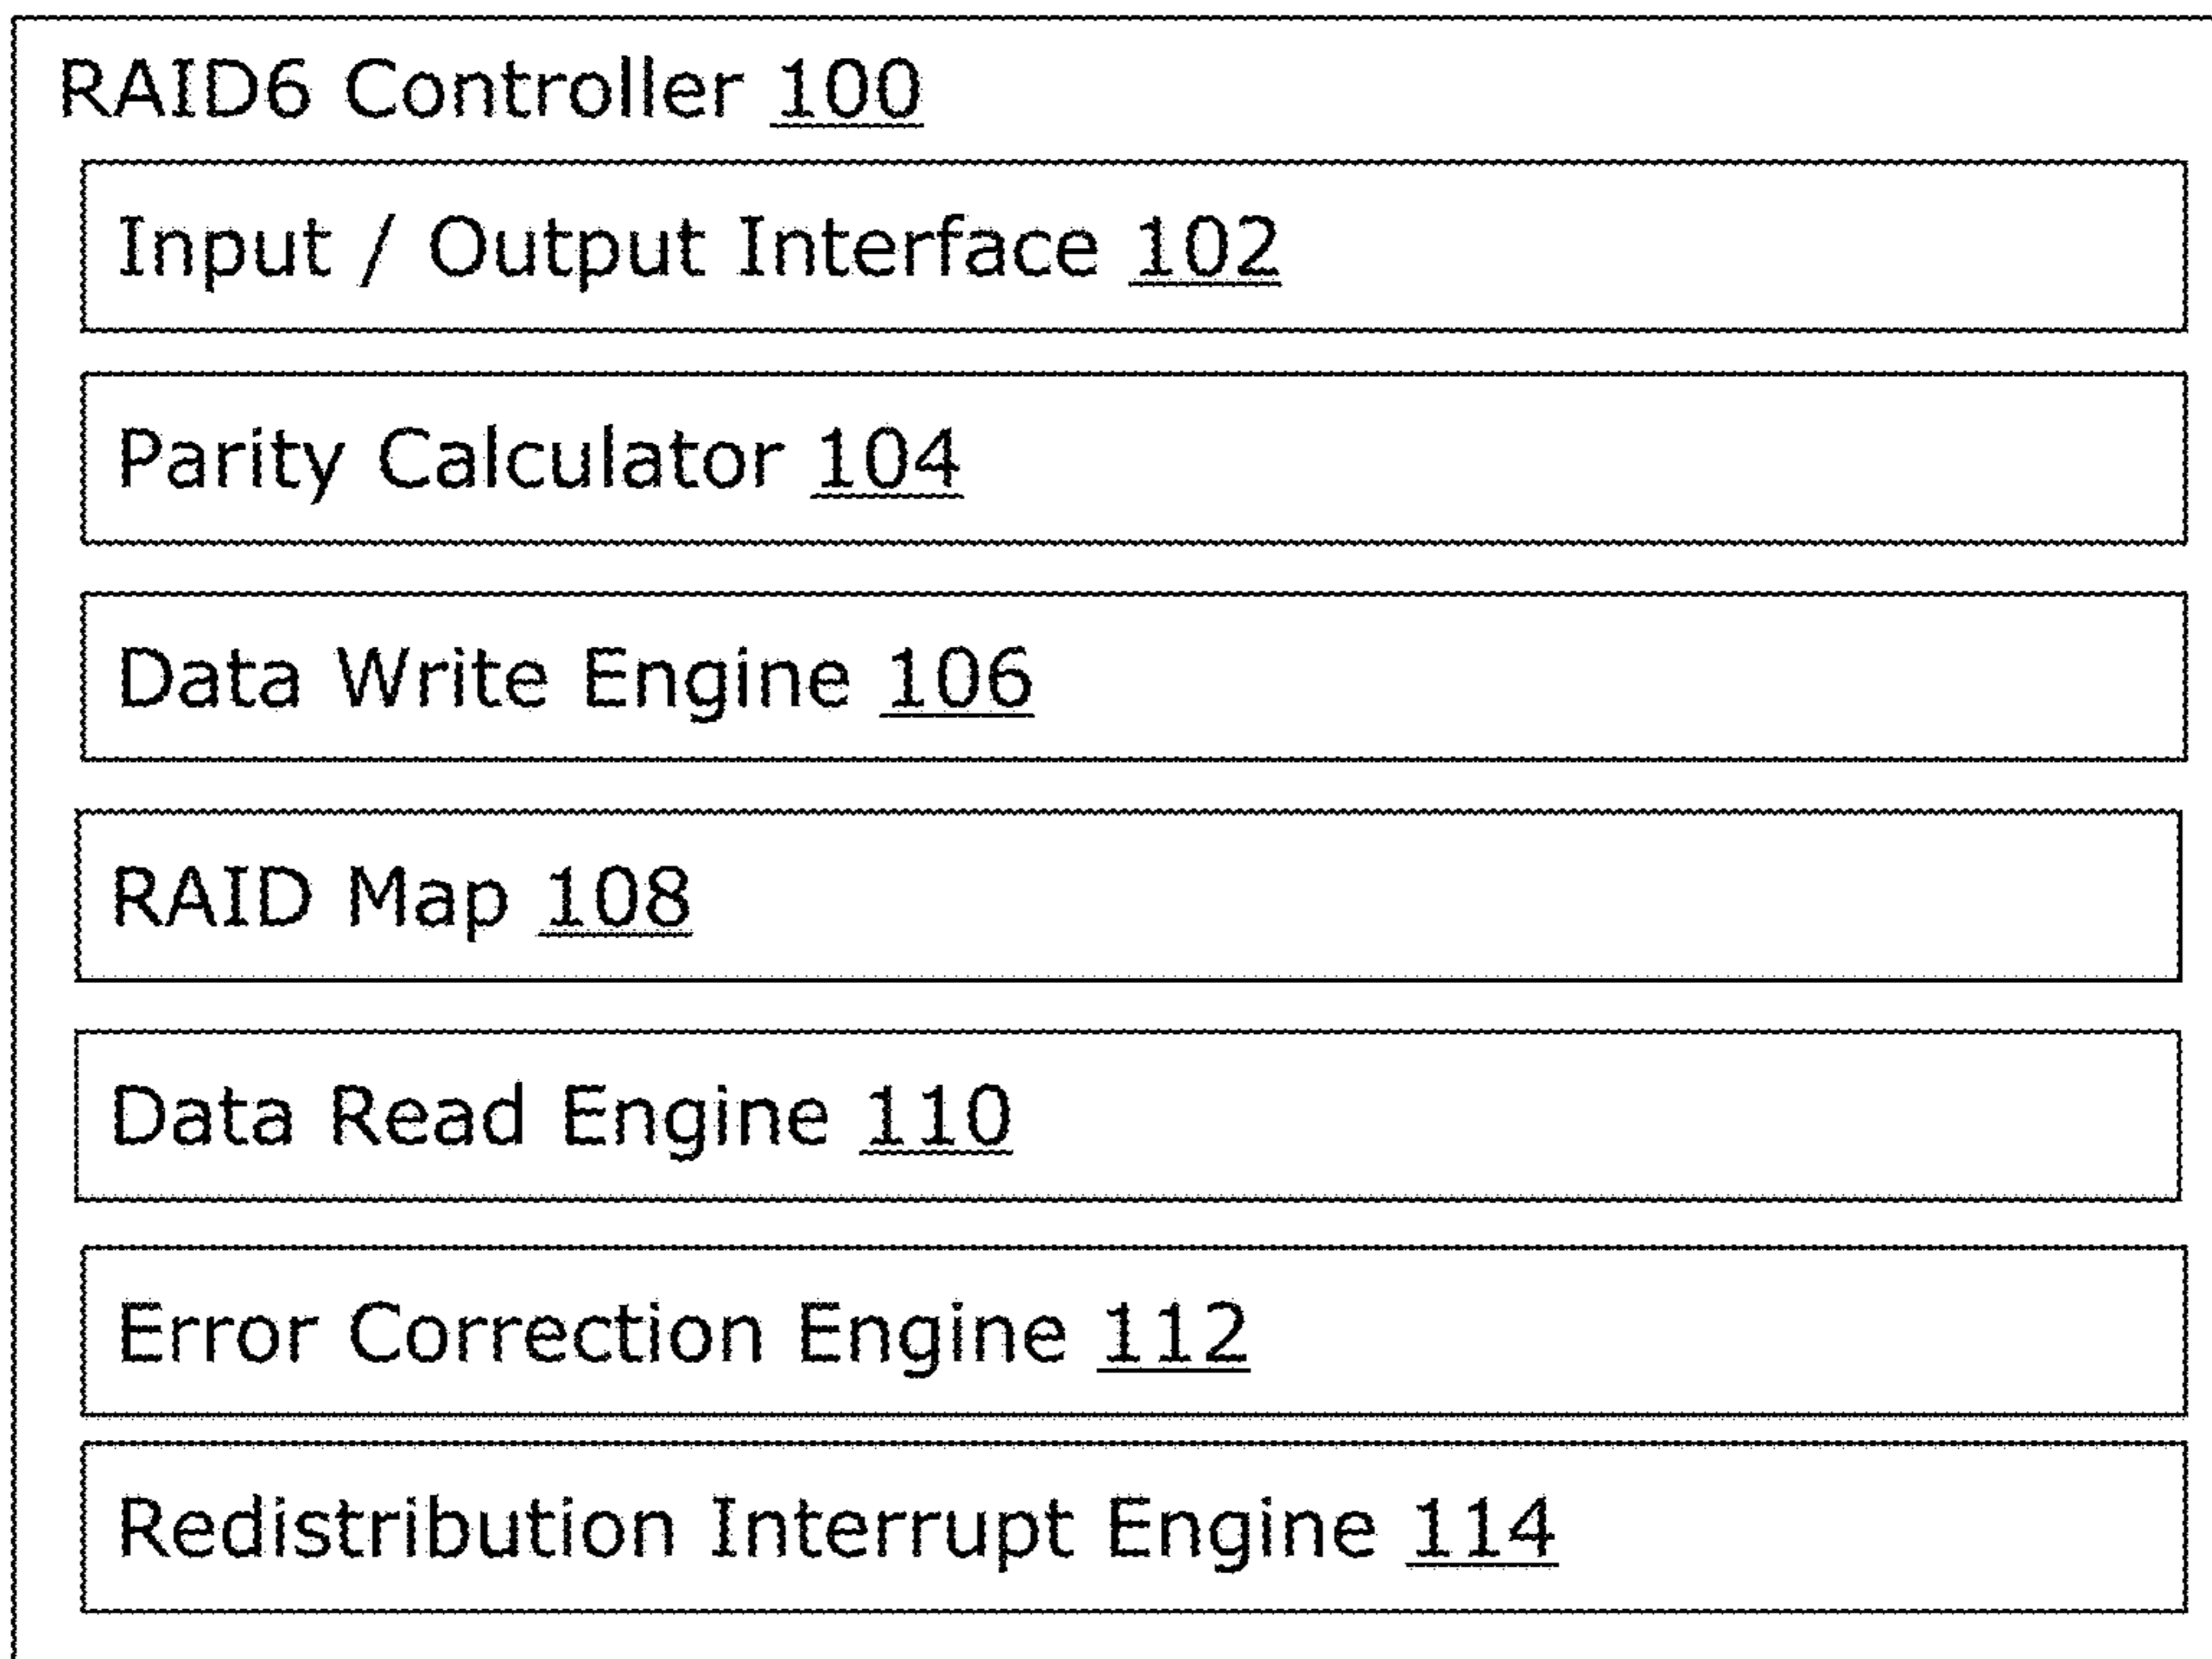 RAID6 Controller 100
Input / Output Interface 102
Parity Calculator 104
Data Write Engine 106
RAID Map 108
Data Read Engine 110
Error Correction Engine 112
Redistribution Interrupt Engine 114